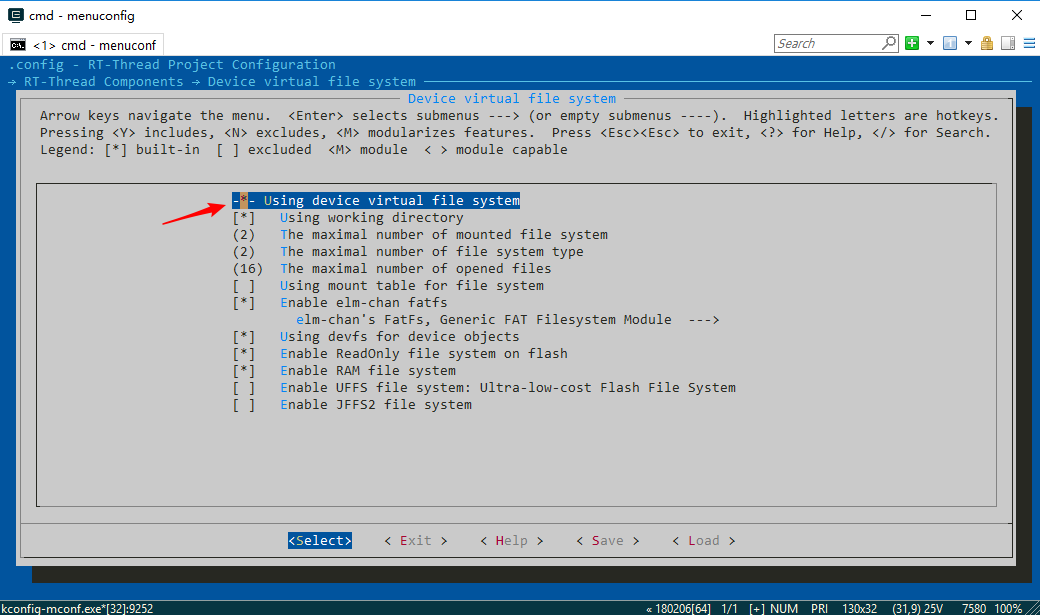 cmd - menuconfig
<1> cmd - menuconf
Search
.config - RT-Thread Project Configuration
→ RT-Thread Components → Device virtual file system
Device virtual file system
Arrow keys navigate the menu.  <Enter> selects submenus ---> (or empty submenus ----).  Highlighted letters are hotkeys.
Pressing <Y> includes, <N> excludes, <M> modularizes features.  Press <Esc><Esc> to exit, <?> for Help, </> for Search.
Legend: [*] built-in  [ ] excluded  <M> module  < > module capable
-*- Using device virtual file system
[*]   Using working directory
(2)   The maximal number of mounted file system
(2)   The maximal number of file system type
(16)  The maximal number of opened files
[ ]   Using mount table for file system
[*]   Enable elm-chan fatfs
elm-chan's FatFs, Generic FAT Filesystem Module  --->
[*]   Using devfs for device objects
[*]   Enable ReadOnly file system on flash
[*]   Enable RAM file system
[ ]   Enable UFFS file system: Ultra-low-cost Flash File System
[ ]   Enable JFFS2 file system
<Select>    < Exit >    < Help >    < Save >    < Load >
kconfig-mconf.exe*[32]:9252 « 180206[64] 1/1 [+] NUM PRI 130x32 (31,9) 25V 7580 100%